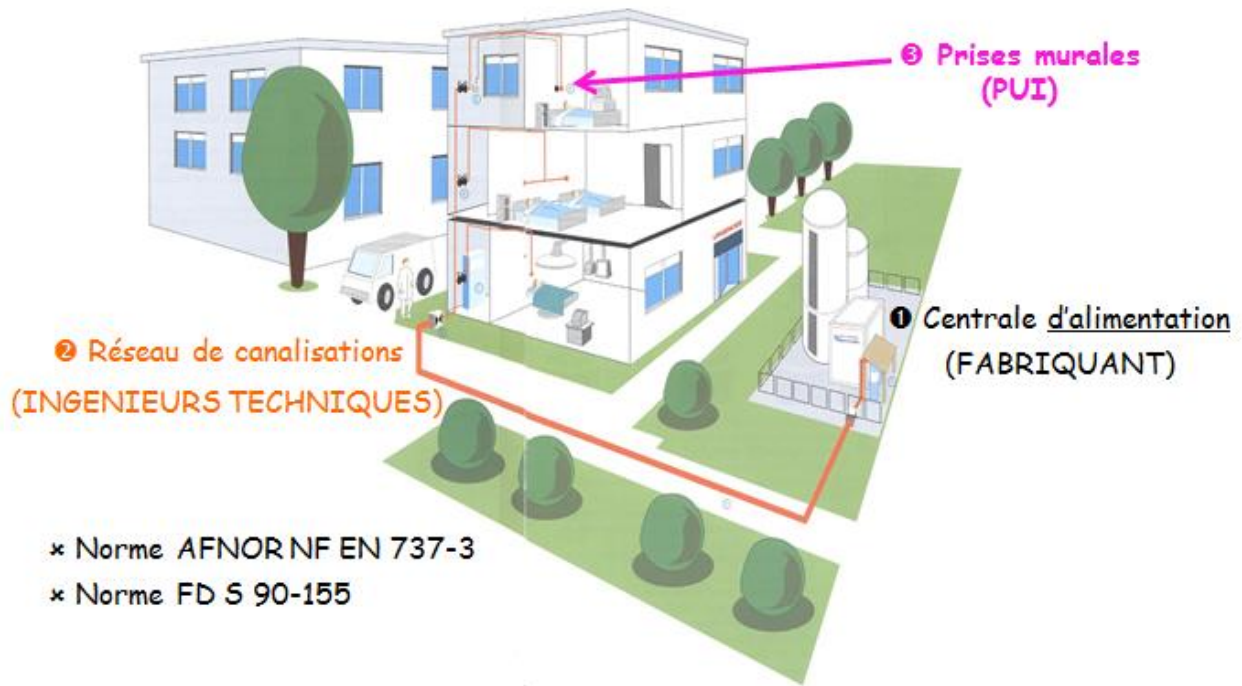 ❸ Prises murales
(PUI)
❶ Centrale d'alimentation
(FABRIQUANT)
❷ Réseau de canalisations
(INGENIEURS TECHNIQUES)
× Norme AFNOR NF EN 737-3
× Norme FD S 90-155